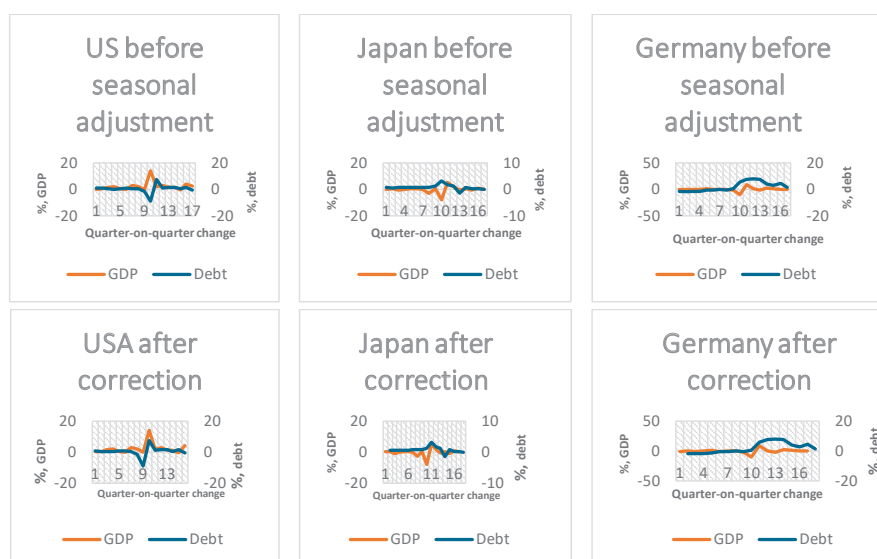 US before
seasonal
adjustment
20
0
-20
20
0
-20
1 5 9 13 17
%, GDP
%, debt
Quarter-on-quarter change
GDP Debt
Japan before
seasonal
adjustment
20
0
-20
10
0
-10
1 4 7 10 13 16
%, GDP
%, debt
Quarter-on-quarter change
GDP Debt
Germany before
seasonal
adjustment
50
0
-50
20
0
-20
1 4 7 10 13 16
%, GDP
%, debt
Quarter-on-quarter change
GDP Debt
USA after
correction
20
0
-20
20
0
-20
1 5 9 13
%, GDP
%, debt
Quarter-on-quarter change
GDP Debt
Japan after
correction
20
0
-20
10
0
-10
1 6 11 16
%, GDP
%, debt
Quarter-on-quarter change
GDP Debt
Germany after
correction
50
0
-50
20
0
-20
1 4 7 10 13 16
%, GDP
%, debt
Quarter-on-quarter change
GDP Debt